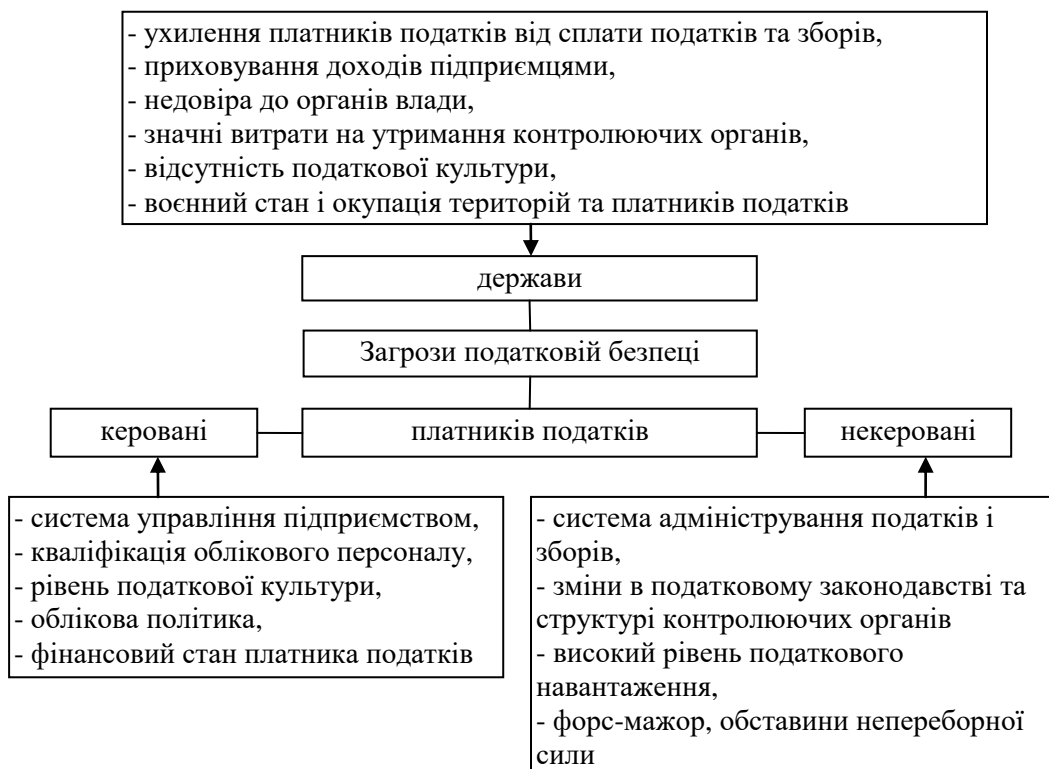 - ухилення платників податків від сплати податків та зборів,
- приховування доходів підприємцями,
- недовіра до органів влади,
- значні витрати на утримання контролюючих органів,
- відсутність податкової культури,
- воєнний стан і окупація територій та платників податків
держави
Загрози податковій безпеці
керовані
платників податків
некеровані
- система управління підприємством,
- кваліфікація облікового персоналу,
- рівень податкової культури,
- облікова політика,
- фінансовий стан платника податків
- система адміністрування податків і
зборів,
- зміни в податковому законодавстві та
структурі контролюючих органів
- високий рівень податкового
навантаження,
- форс-мажор, обставини непереборної
сили